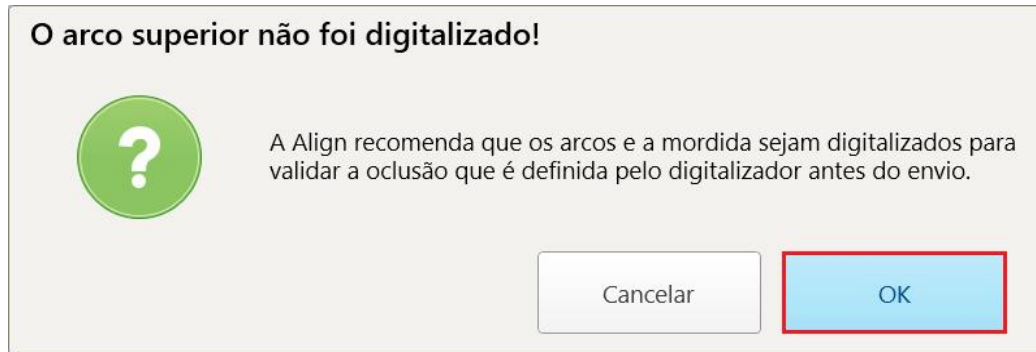 O arco superior não foi digitalizado!
?
A Align recomenda que os arcos e a mordida sejam digitalizados para
validar a oclusão que é definida pelo digitalizador antes do envio.
Cancelar
OK